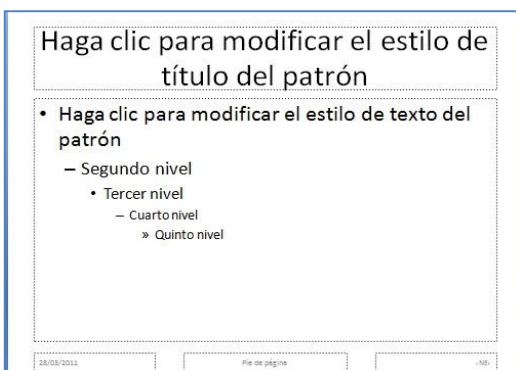 Haga clic para modificar el estilo de
título del patrón
• Haga clic para modificar el estilo de texto del
patrón
– Segundo nivel
• Tercer nivel
– Cuarto nivel
» Quinto nivel
28/03/2011 Pie de página ‹Nº›